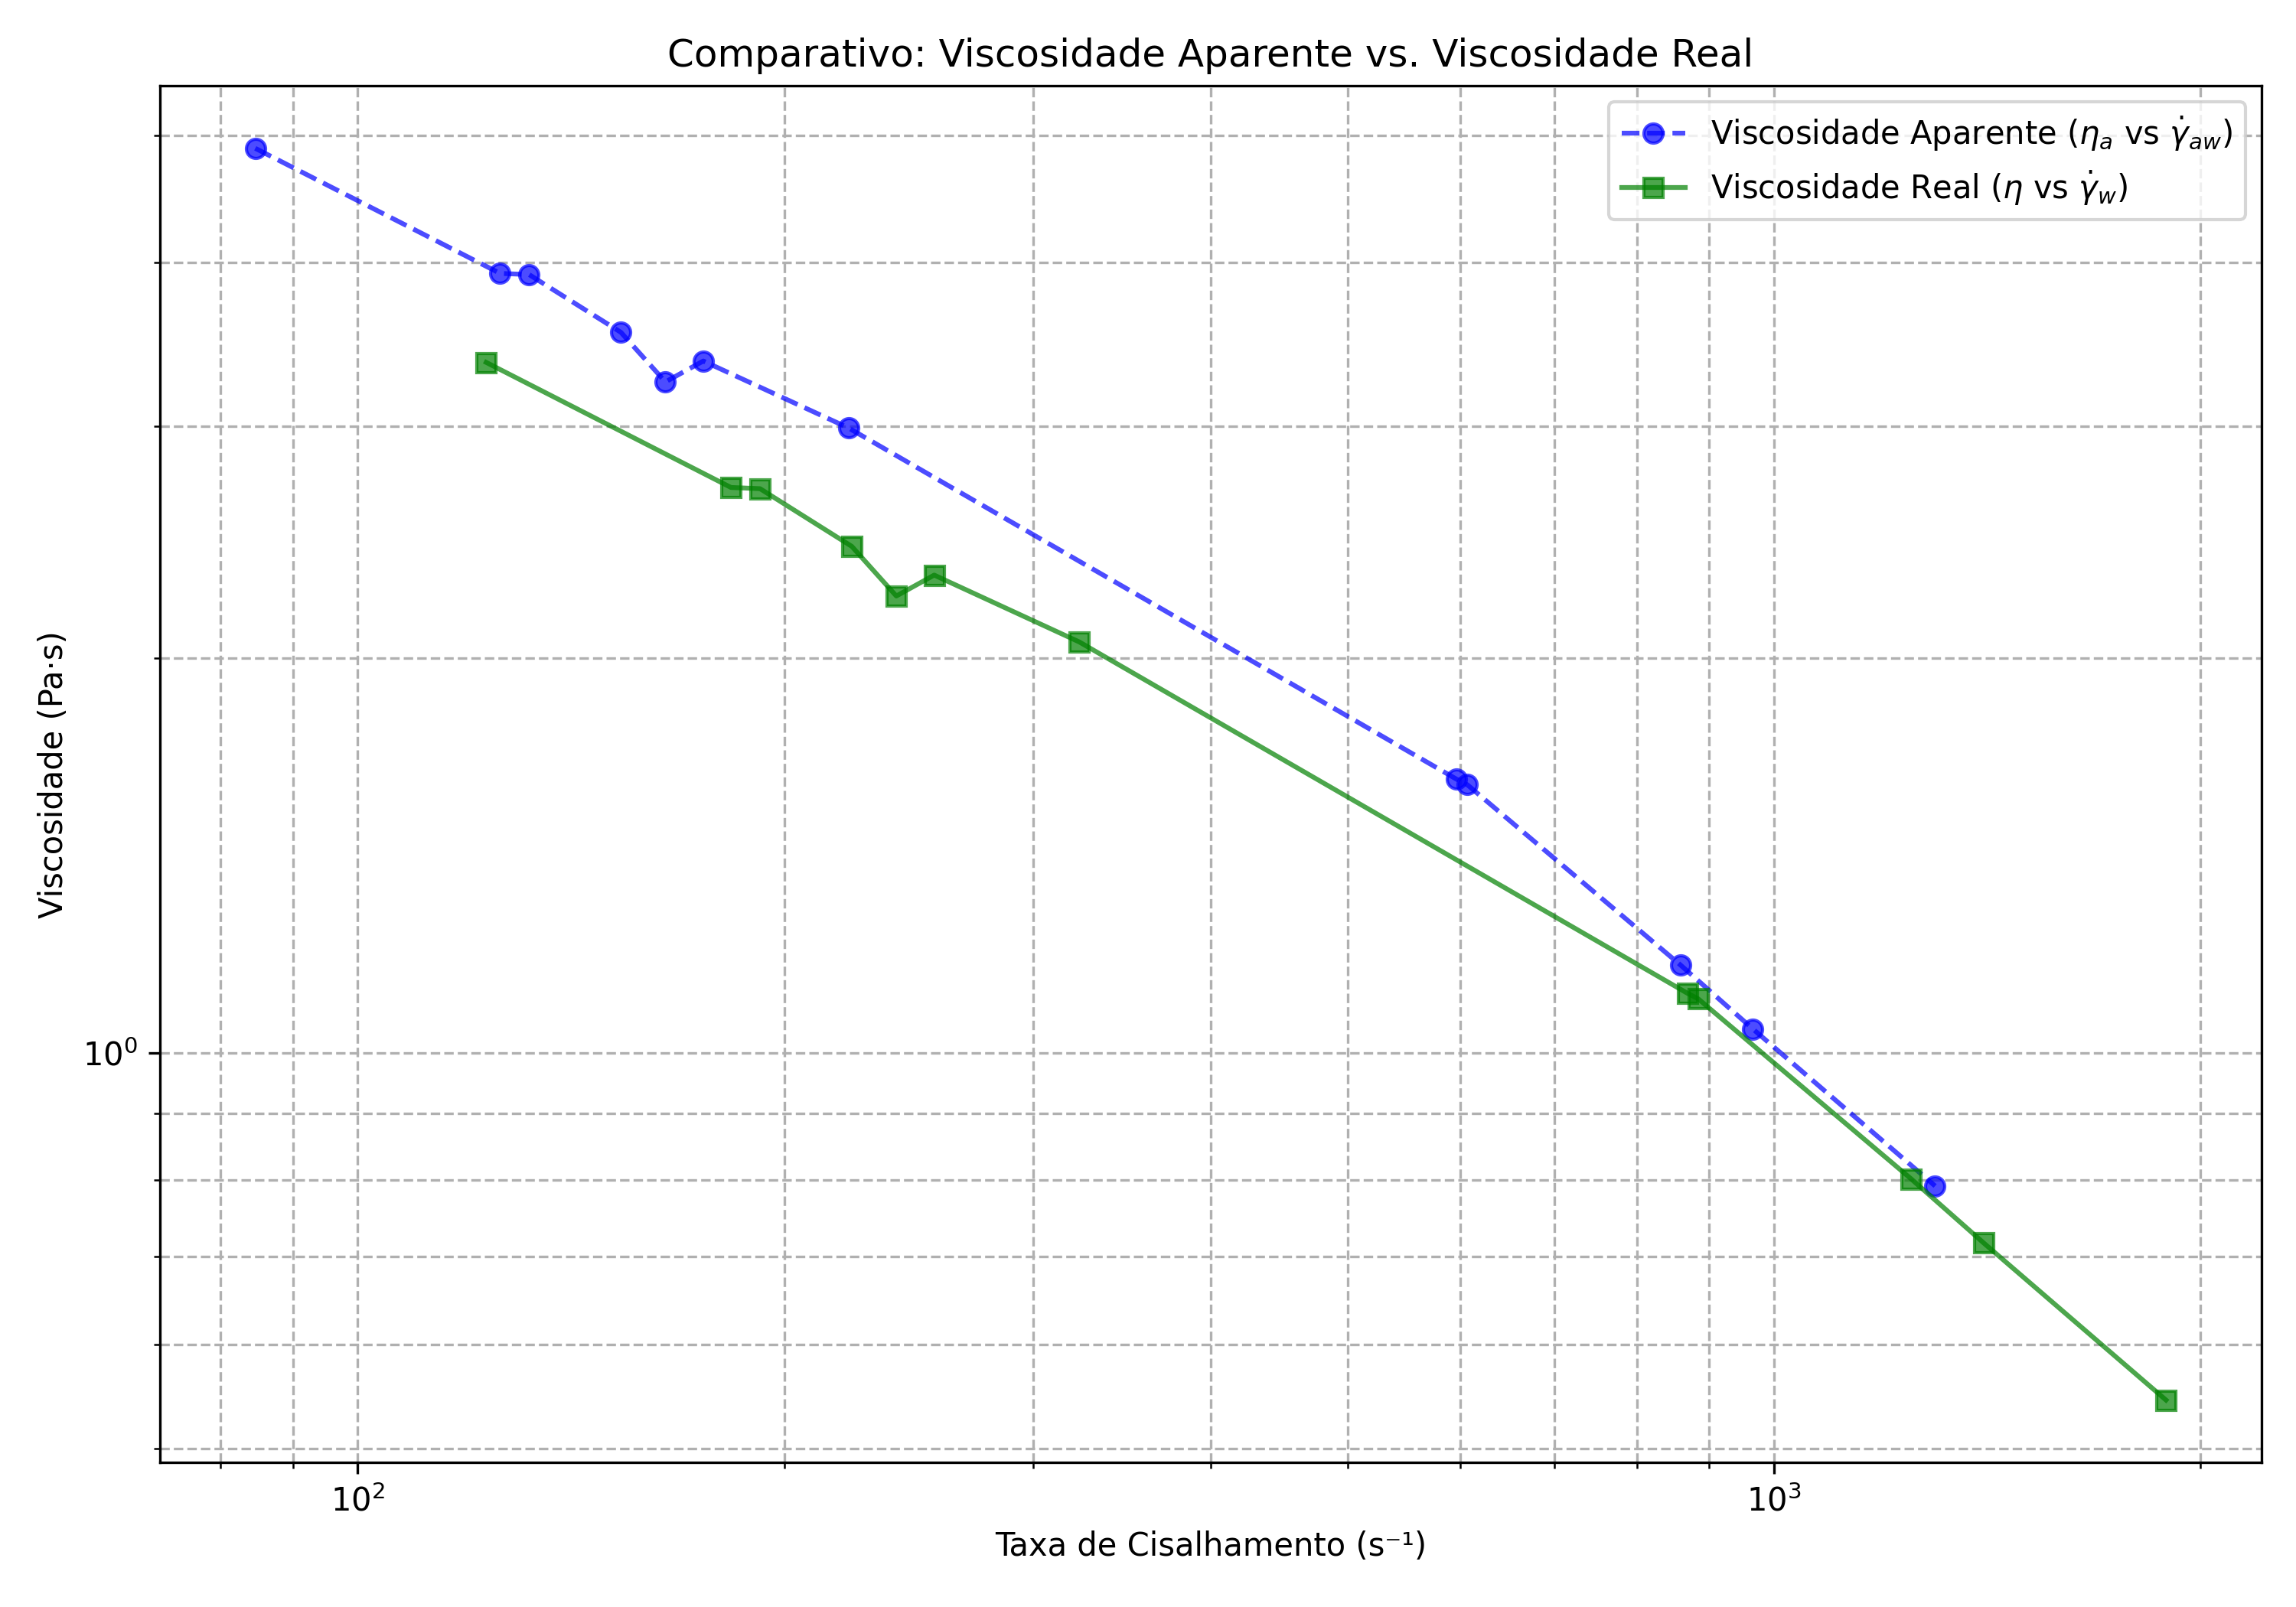 Comparativo: Viscosidade Aparente vs. Viscosidade Real
Viscosidade Aparente (ηₐ vs γ̇ₐw)
Viscosidade Real (η vs γ̇w)
Viscosidade (Pa·s)
10⁰
10²
10³
Taxa de Cisalhamento (s⁻¹)